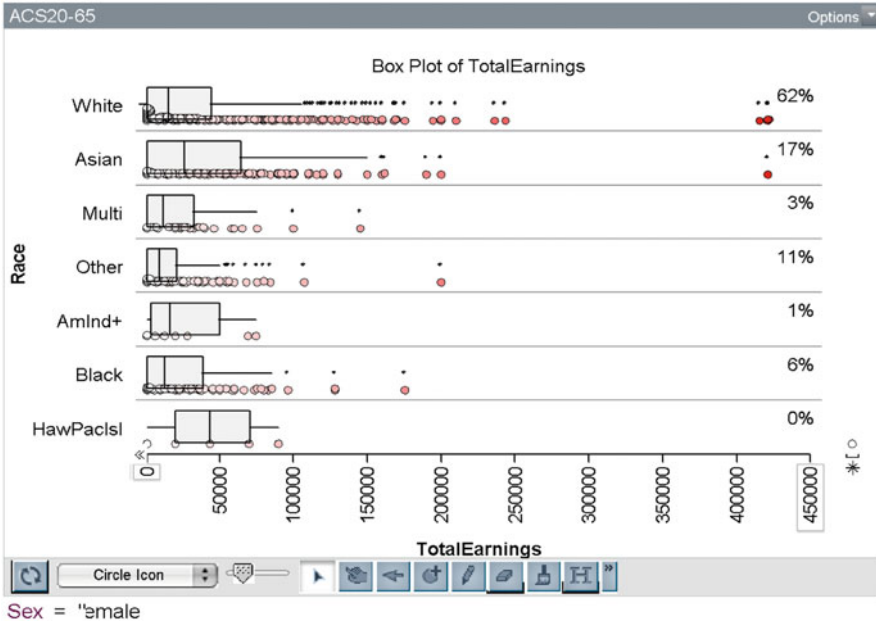 ACS20-65 Options
Box Plot of TotalEarnings
Race
White 62%
Asian 17%
Multi 3%
Other 11%
AmInd+ 1%
Black 6%
HawPacIsl 0%
0 50000 100000 150000 200000 250000 300000 350000 400000 450000
TotalEarnings
Circle Icon
Sex = "emale